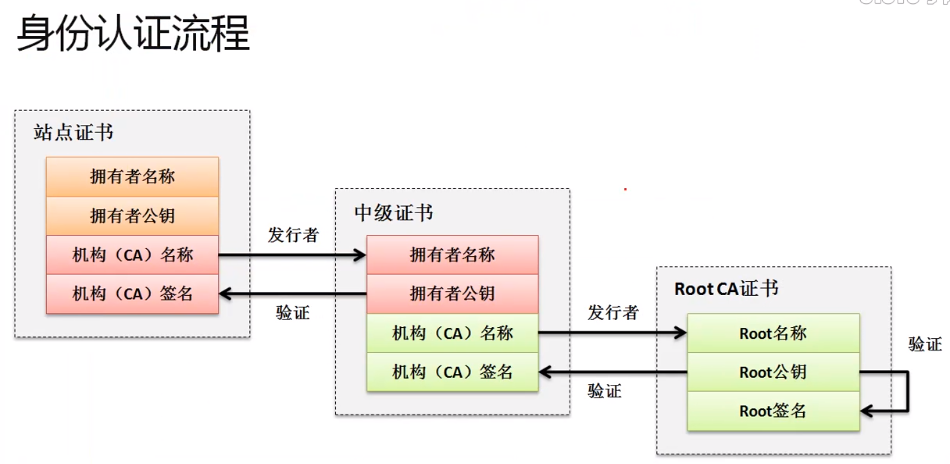 身份认证流程
站点证书
拥有者名称
拥有者公钥
机构（CA）名称
机构（CA）签名
发行者
验证
中级证书
拥有者名称
拥有者公钥
机构（CA）名称
机构（CA）签名
发行者
验证
Root CA证书
Root名称
Root公钥
Root签名
验证